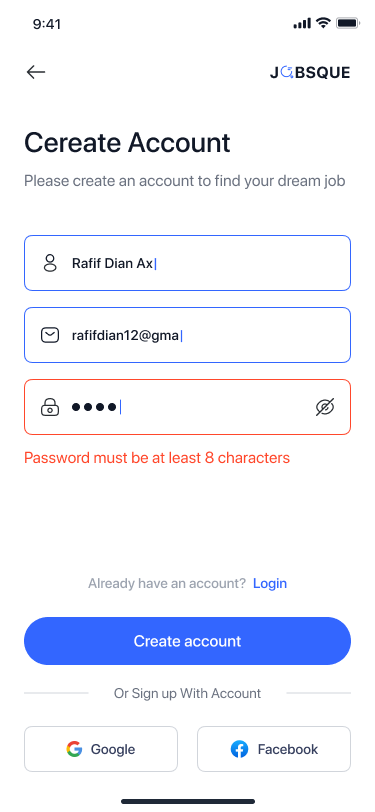 9:41
JOBSQUE
Cereate Account
Please create an account to find your dream job
Rafif Dian Ax
rafifdian12@gma
Password must be at least 8 characters
Already have an account? Login
Create account
Or Sign up With Account
Google
Facebook